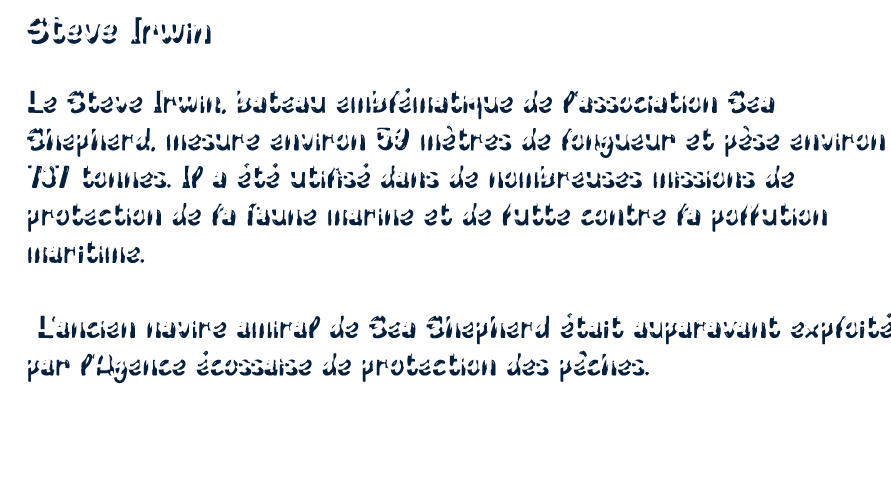 Steve Irwin
Le Steve Irwin, bateau emblématique de l'association Sea
Shepherd, mesure environ 59 mètres de longueur et pèse environ
737 tonnes. Il a été utilisé dans de nombreuses missions de
protection de la faune marine et de lutte contre la pollution
maritime.
L'ancien navire amiral de Sea Shepherd était auparavant exploité
par l'Agence écossaise de protection des pêches.